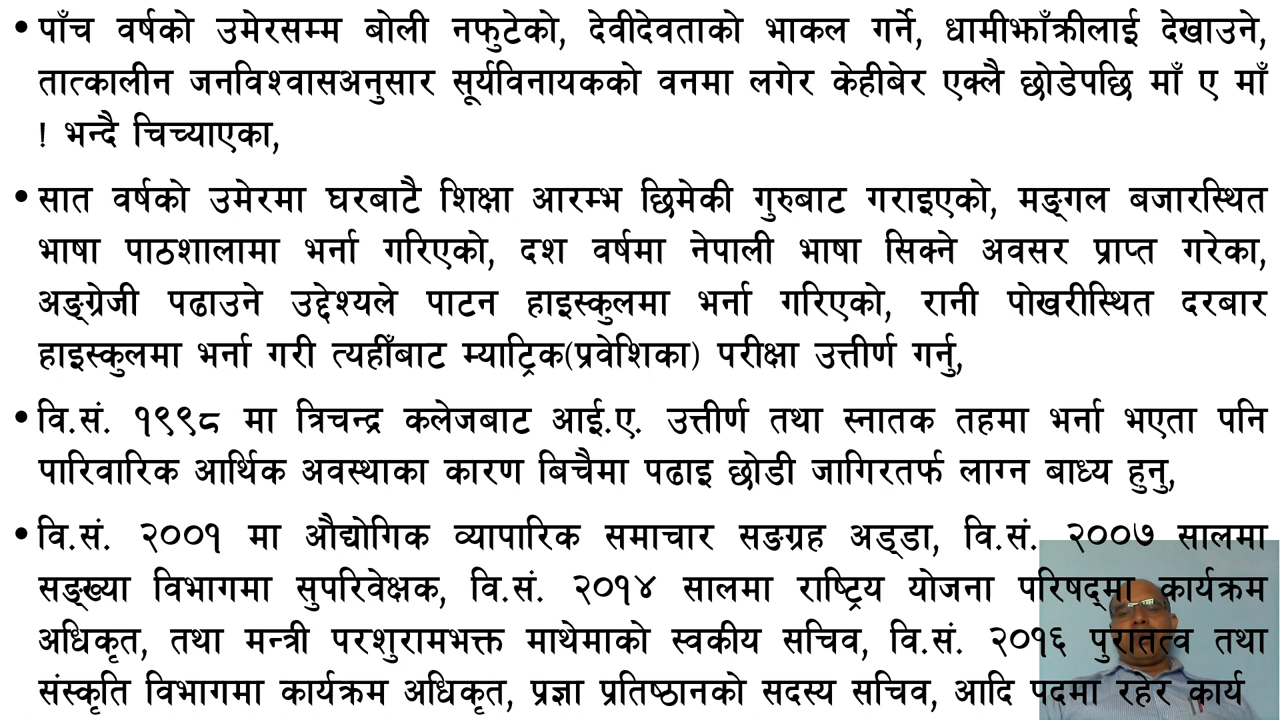 • पाँच वर्षको उमेरसम्म बोली नफुटेको, देवीदेवताको भाकल गर्ने, धामीझाँक्रीलाई देखाउने,
तात्कालीन जनविश्वासअनुसार सूर्यविनायकको वनमा लगेर केहीबेर एक्लै छोडेपछि माँ ए माँ
! भन्दै चिच्याएका,
• सात वर्षको उमेरमा घरबाटै शिक्षा आरम्भ छिमेकी गुरुबाट गराइएको, मङ्गल बजारस्थित
भाषा पाठशालामा भर्ना गरिएको, दश वर्षमा नेपाली भाषा सिक्ने अवसर प्राप्त गरेका,
अङ्ग्रेजी पढाउने उद्देश्यले पाटन हाइस्कुलमा भर्ना गरिएको, रानी पोखरीस्थित दरबार
हाइस्कुलमा भर्ना गरी त्यहीँबाट म्याट्रिक(प्रवेशिका) परीक्षा उत्तीर्ण गर्नु,
• वि.सं. १९९८ मा त्रिचन्द्र कलेजबाट आई.ए. उत्तीर्ण तथा स्नातक तहमा भर्ना भएता पनि
पारिवारिक आर्थिक अवस्थाका कारण बिचैमा पढाइ छोडी जागिरतर्फ लाग्न बाध्य हुनु,
• वि.सं. २००१ मा औद्योगिक व्यापारिक समाचार सङग्रह अड्डा, वि.सं. २००७ सालमा
सङ्ख्या विभागमा सुपरिवेक्षक, वि.सं. २०१४ सालमा राष्ट्रिय योजना परिषद्मा कार्यक्रम
अधिकृत, तथा मन्त्री परशुरामभक्त माथेमाको स्वकीय सचिव, वि.सं. २०१६ पुरातत्व तथा
संस्कृति विभागमा कार्यक्रम अधिकृत, प्रज्ञा प्रतिष्ठानको सदस्य सचिव, आदि पदमा रहेर कार्य